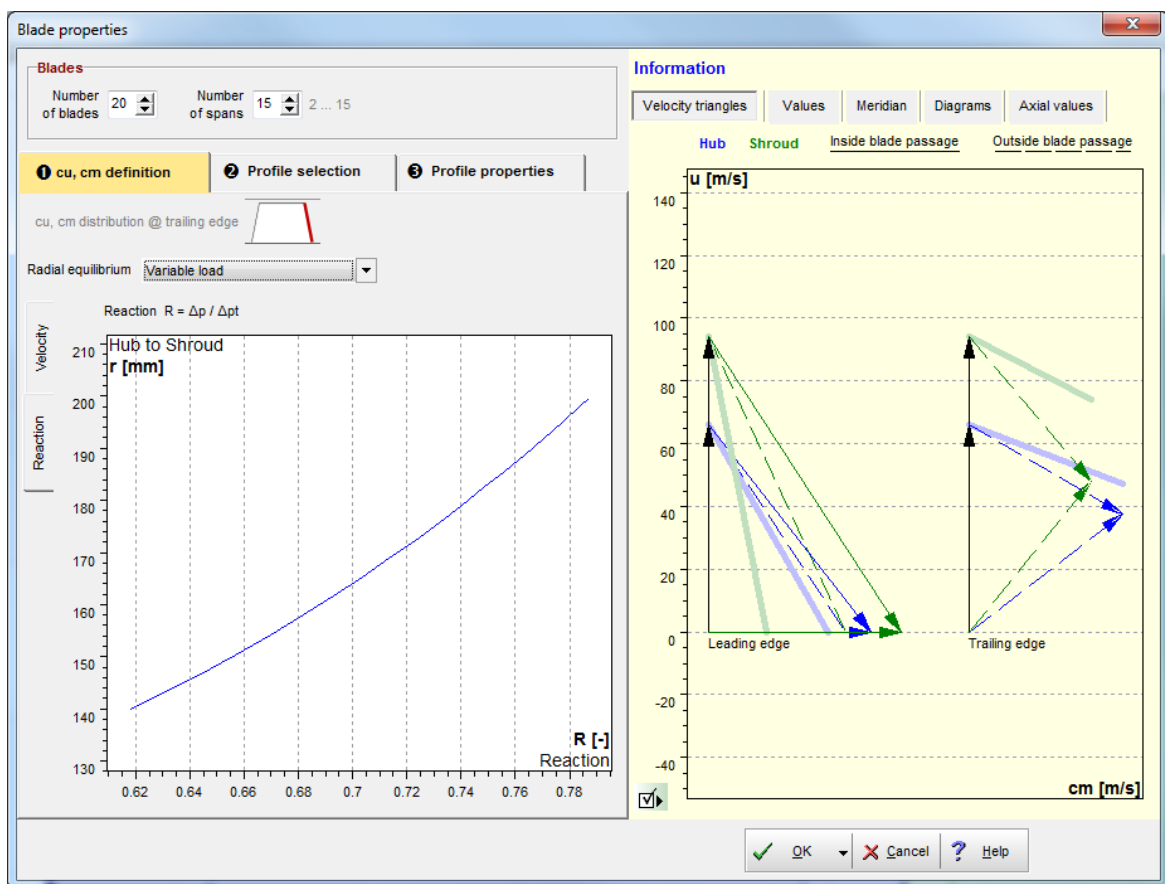 Blade properties
Blades
Number of blades 20
Number of spans 15 2 ... 15
❶ cu, cm definition ❷ Profile selection ❸ Profile properties
cu, cm distribution @ trailing edge
Radial equilibrium Variable load
Velocity
Reaction
Reaction R = Δp / Δpt
Hub to Shroud
r [mm]
210
200
190
180
170
160
150
140
130
R [-]
Reaction
0.62 0.64 0.66 0.68 0.7 0.72 0.74 0.76 0.78
Information
Velocity triangles Values Meridian Diagrams Axial values
Hub Shroud Inside blade passage Outside blade passage
u [m/s]
140
120
100
80
60
40
20
0
Leading edge Trailing edge
-20
-40
cm [m/s]
OK Cancel ? Help